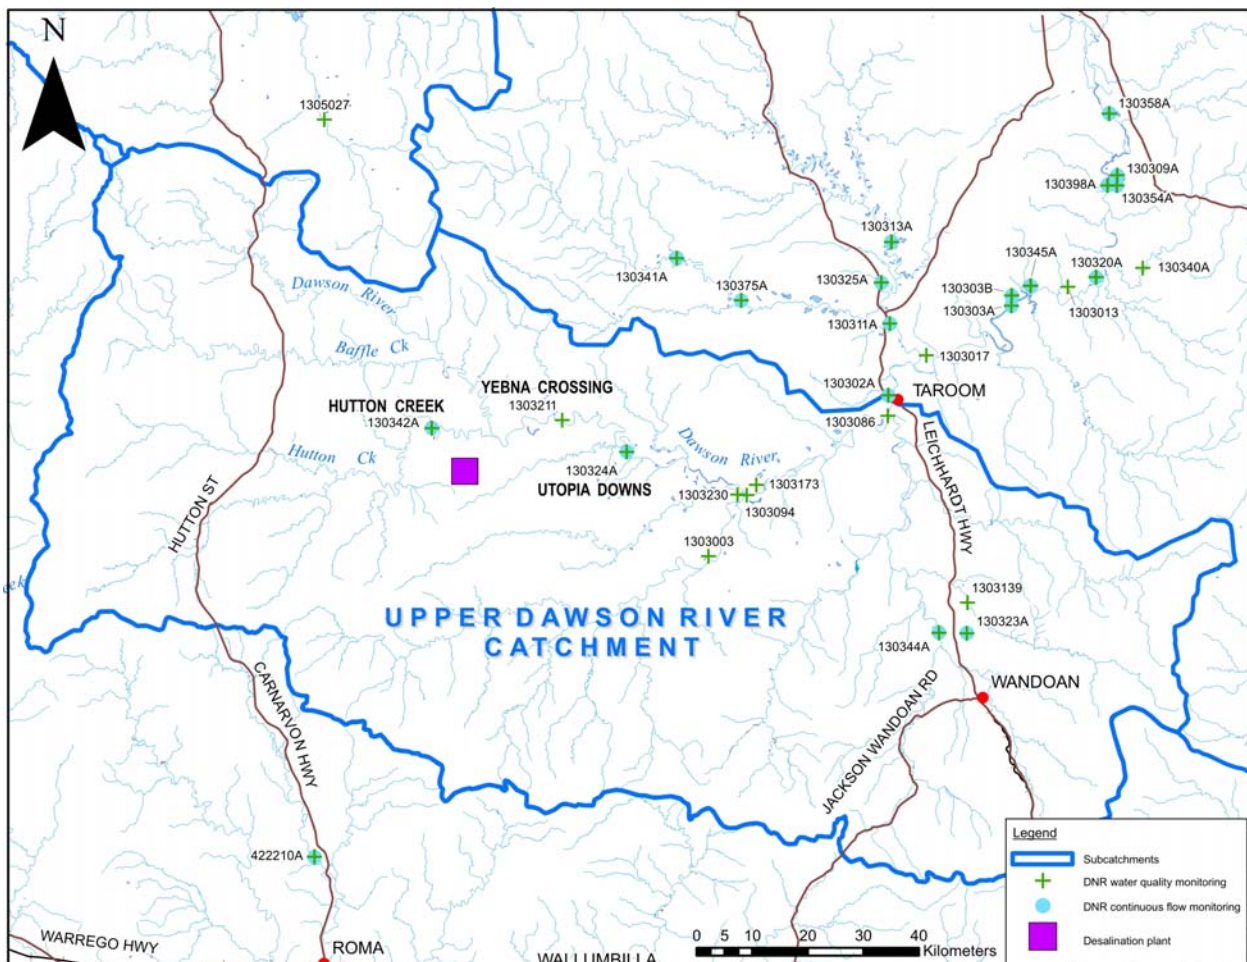 N
1305027
130358A
130309A
130398A
130354A
130313A
130341A
130345A
130320A
130340A
130375A
130325A
130303B
130303A
1303013
Dawson River
130311A
Baffle Ck
1303017
YEBNA CROSSING
130302A
TAROOM
HUTTON CREEK
1303211
130342A
1303086
Dawson River
LEICHHARDT HWY
Hutton Ck
130324A
UTOPIA DOWNS
1303173
1303230
1303094
HUTTON ST
1303003
eek
1303139
UPPER DAWSON RIVER
CATCHMENT
130323A
130344A
CARNARVON HWY
WANDOAN
JACKSON WANDOAN RD
422210A
Legend
Subcatchments
DNR water quality monitoring
DNR continuous flow monitoring
Desalination plant
WARREGO HWY
ROMA
WALLUMBILLA
0 5 10 20 30 40
Kilometers